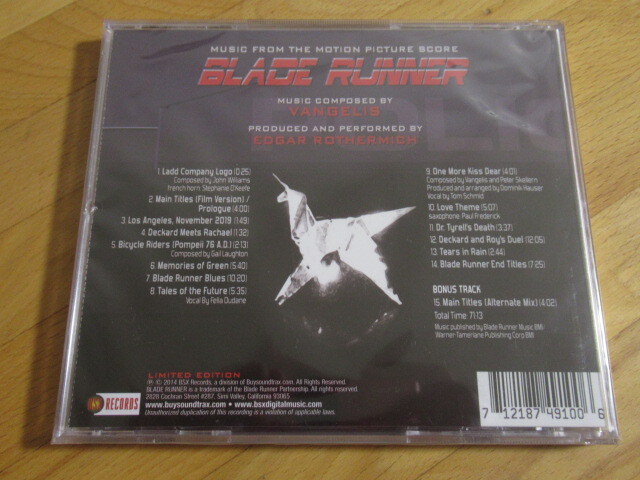 MUSIC FROM THE MOTION PICTURE SCORE
BLADE RUNNER
MUSIC COMPOSED BY
VANGELIS
PRODUCED AND PERFORMED BY
EDGAR ROTHERMICH
1. Ladd Company Logo (0:25)
Composed by John Williams
french horn: Stephanie O'Keefe
2. Main Titles (Film Version) /
Prologue (4:00)
3. Los Angeles, November 2019 (1:49)
4. Deckard Meets Rachael (1:32)
5. Bicycle Riders (Pompeii 76 A.D.) (2:13)
Composed by Gail Laughton
6. Memories of Green (5:40)
7. Blade Runner Blues (10:20)
8. Tales of the Future (5:35)
Vocal By Fella Oudane
9. One More Kiss Dear (4:01)
Composed by Vangelis and Peter Skellern
Produced and arranged by Dominik Hauser
Vocal by Tom Schmid
10. Love Theme (5:07)
saxophone: Paul Frederick
11. Dr. Tyrell's Death (3:37)
12. Deckard and Roy's Duel (12:05)
13. Tears in Rain (2:44)
14. Blade Runner End Titles (7:25)
BONUS TRACK
15. Main Titles (Alternate Mix) (4:02)
Total Time: 71:13
Music published by Blade Runner Music BMI
Warner-Tamerlane Publishing Corp BMI
LIMITED EDITION
RECORDS
℗ © 2014 BSX Records, a division of Buysoundtrax.com. All Rights Reserved.
BLADE RUNNER is a trademark of the Blade Runner Partnership. All rights reserved.
2828 Cochran Street #287, Simi Valley, California 93065.
www.buysoundtrax.com • www.bsxdigitalmusic.com
Unauthorized duplication of this recording is a violation of applicable laws.
7 12187 49100 6